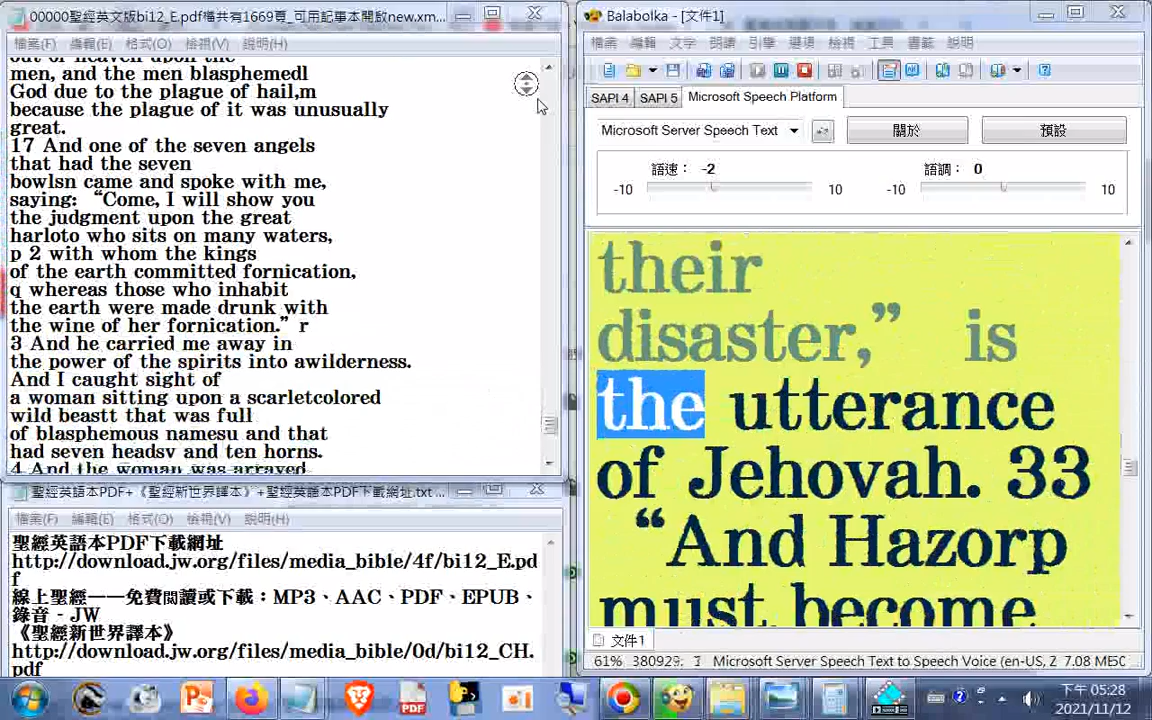 00000聖經英文版bi12_E.pdf檔共有1669頁_可用記事本開啟new.xm...
檔案(F) 編輯(E) 格式(O) 檢視(V) 說明(H)
out of heaven upon the
men, and the men blasphemedl
God due to the plague of hail,m
because the plague of it was unusually
great.
17 And one of the seven angels
that had the seven
bowlsn came and spoke with me,
saying: “Come, I will show you
the judgment upon the great
harloto who sits on many waters,
p 2 with whom the kings
of the earth committed fornication,
q whereas those who inhabit
the earth were made drunk with
the wine of her fornication.” r
3 And he carried me away in
the power of the spirits into awilderness.
And I caught sight of
a woman sitting upon a scarletcolored
wild beastt that was full
of blasphemous namesu and that
had seven headsv and ten horns.
4 And the woman was arrayed
聖經英語本PDF+《聖經新世界譯本》+聖經英語本PDF下載網址.txt ...
檔案(F) 編輯(E) 格式(O) 檢視(V) 說明(H)
聖經英語本PDF下載網址
http://download.jw.org/files/media_bible/4f/bi12_E.pd
f
線上聖經——免費閱讀或下載：MP3、AAC、PDF、EPUB、
錄音 - JW
《聖經新世界譯本》
http://download.jw.org/files/media_bible/0d/bi12_CH.
pdf
Balabolka - [文件1]
檔案 編輯 文字 朗讀 引擎 選項 檢視 工具 書籤 說明
SAPI 4 SAPI 5 Microsoft Speech Platform
Microsoft Server Speech Text 關於 預設
語速： -2 語調： 0
-10 10 -10 10
their
disaster,” is
the utterance
of Jehovah. 33
“And Hazorp
must become
文件1
61% Microsoft Server Speech Text to Speech Voice (en-US, Z 7.08 ME
下午 05:28
2021/11/12